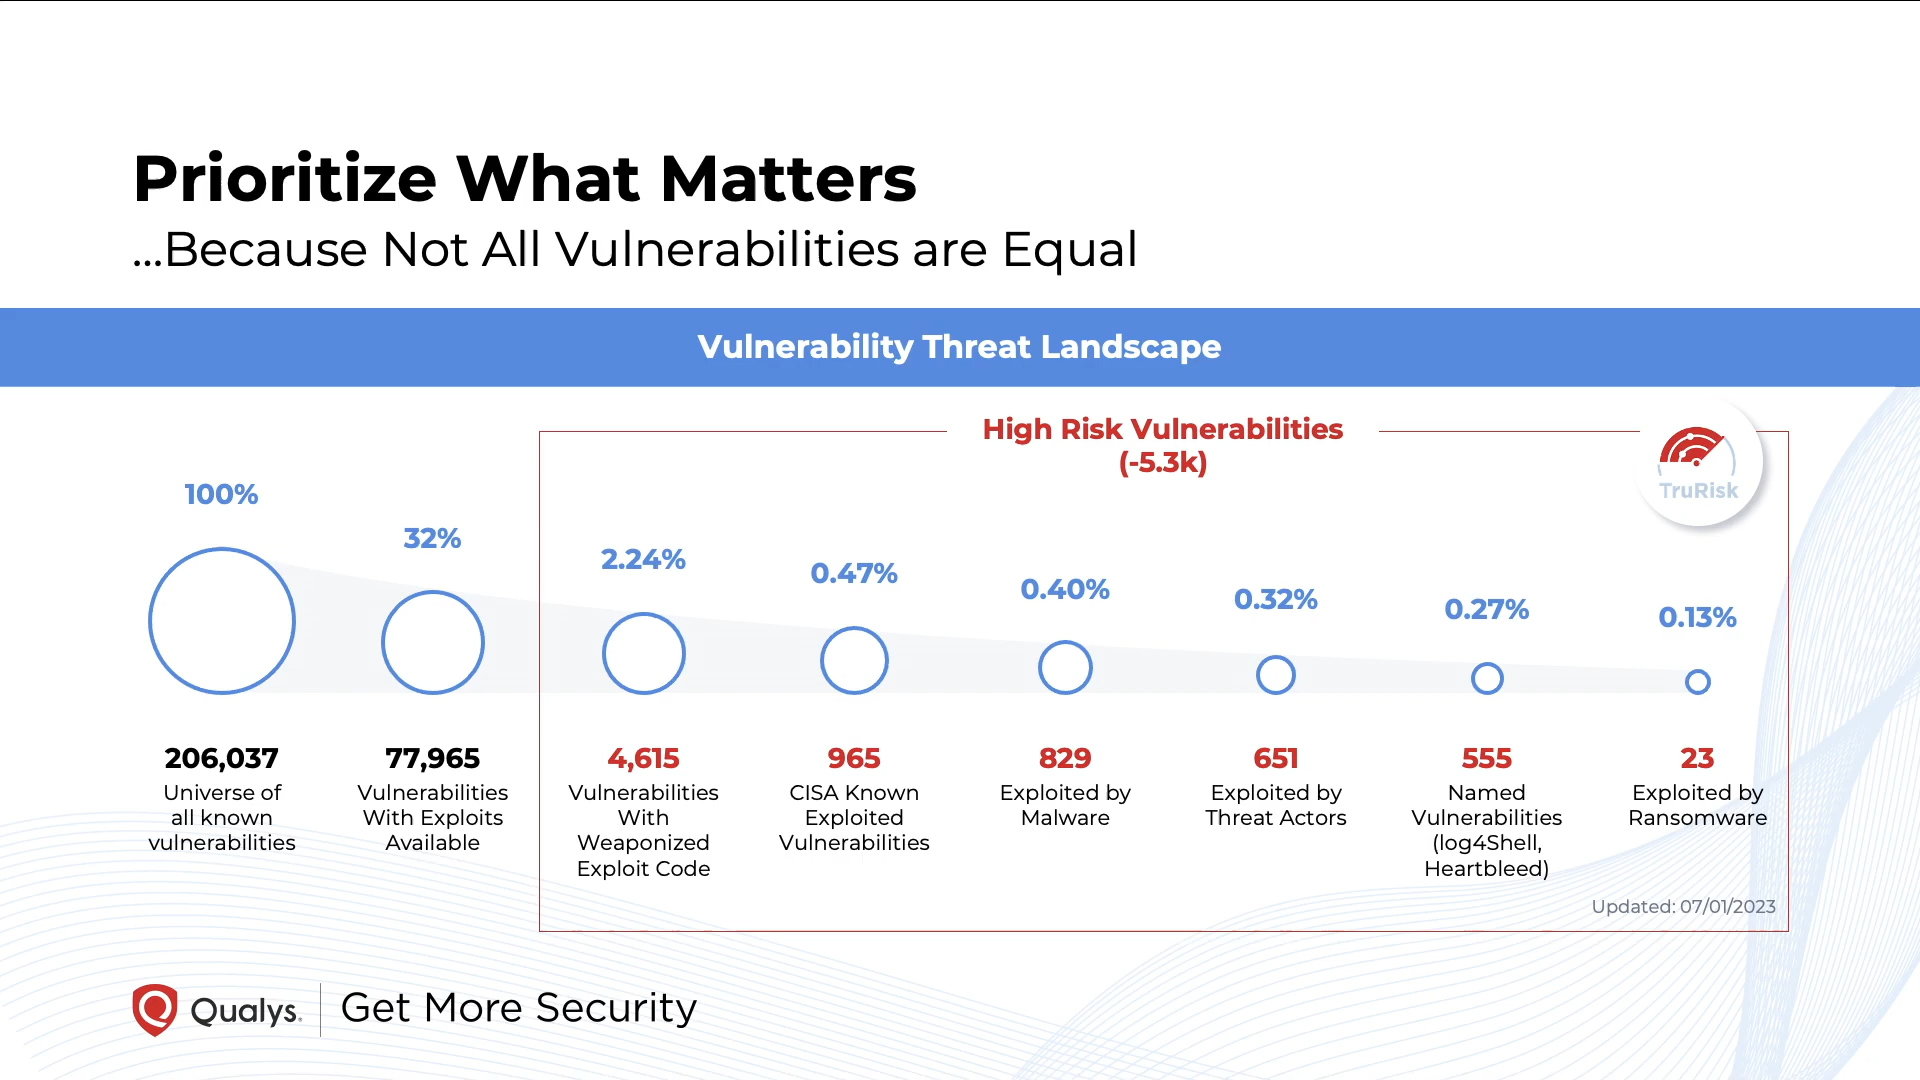 Prioritize What Matters
...Because Not All Vulnerabilities are Equal
Vulnerability Threat Landscape
High Risk Vulnerabilities
(-5.3k)
TruRisk
100%
32%
2.24%
0.47%
0.40%
0.32%
0.27%
0.13%
206,037
Universe of
all known
vulnerabilities
77,965
Vulnerabilities
With Exploits
Available
4,615
Vulnerabilities
With
Weaponized
Exploit Code
965
CISA Known
Exploited
Vulnerabilities
829
Exploited by
Malware
651
Exploited by
Threat Actors
555
Named
Vulnerabilities
(log4Shell,
Heartbleed)
23
Exploited by
Ransomware
Updated: 07/01/2023
Qualys.
Get More Security